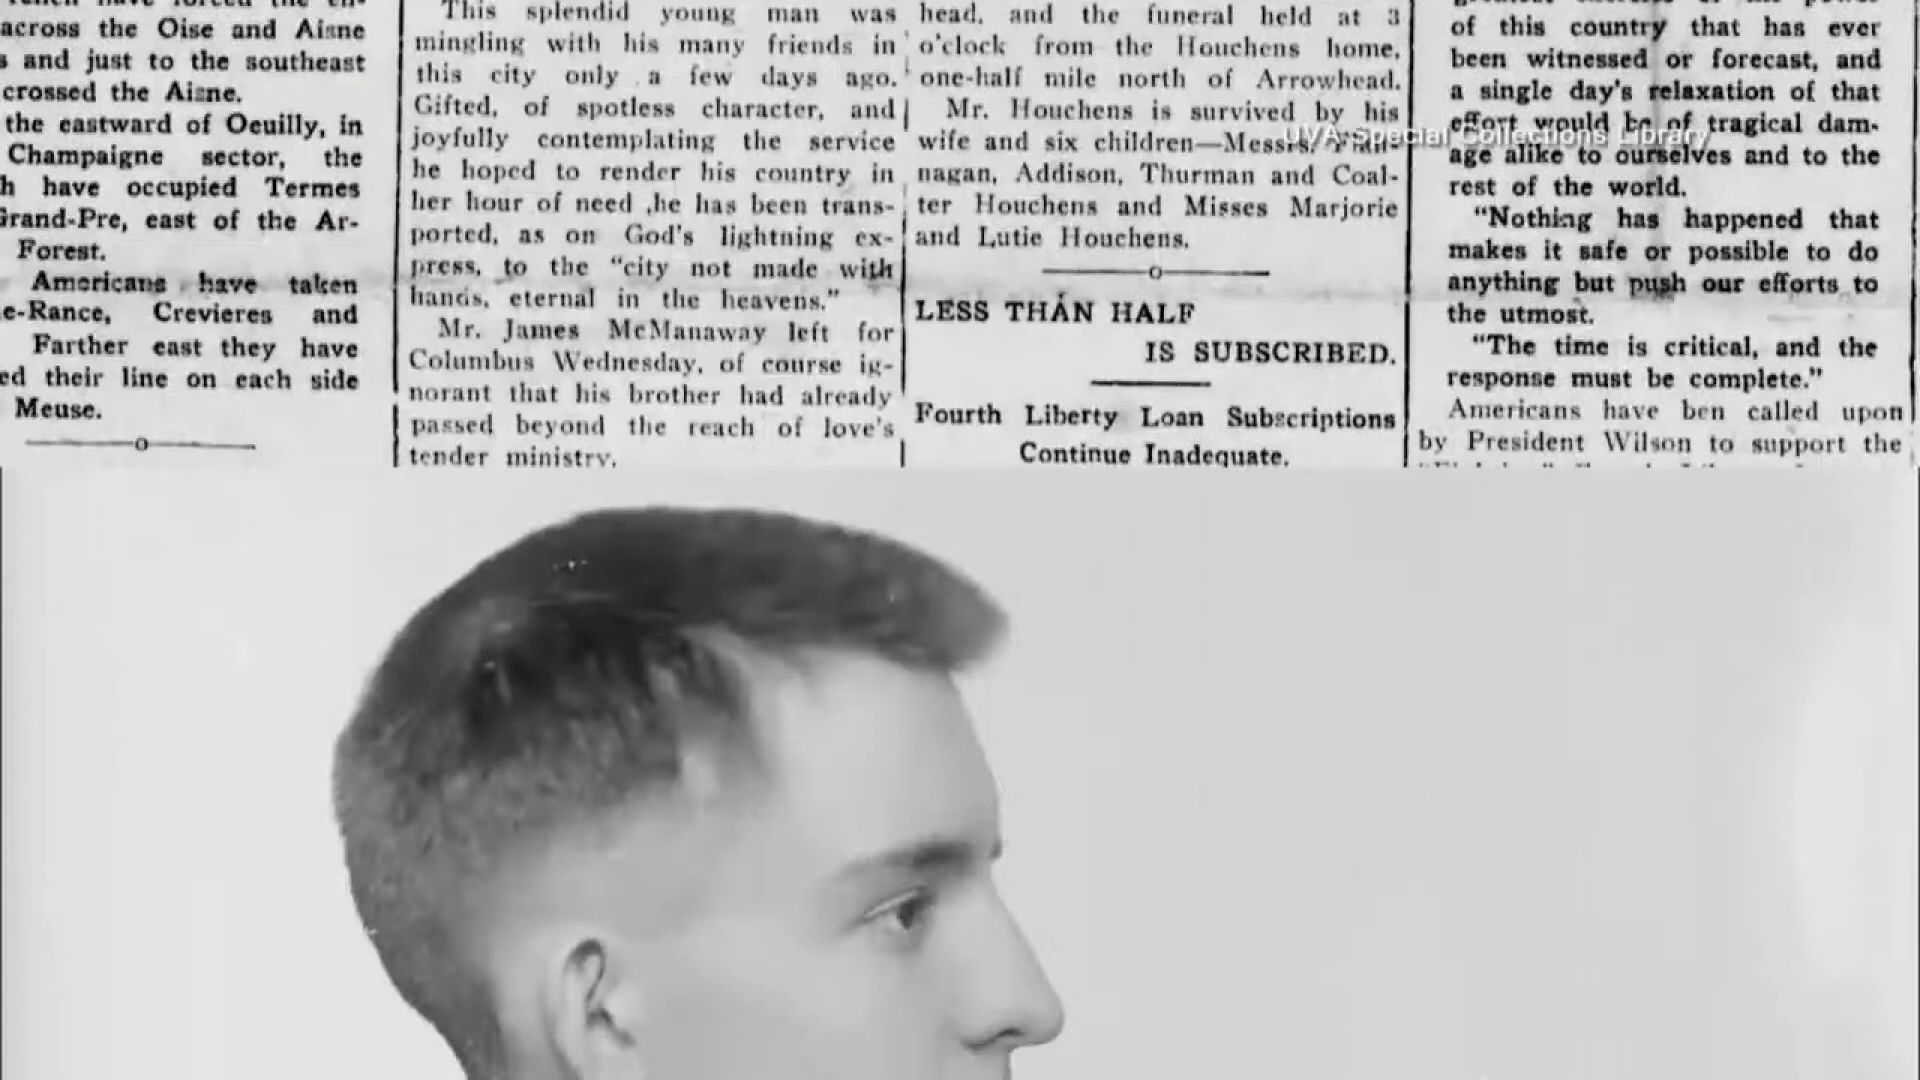 across the Oise and Aisne
and just to the southeast
crossed the Aisne.
the eastward of Oeuilly, in
Champaigne sector, the
have occupied Termes
Grand-Pre, east of the Ar-
Forest.
Americans have taken
e-Rance, Crevieres and
Farther east they have
ed their line on each side
Meuse.
This splendid young man was
mingling with his many friends in
this city only a few days ago.
Gifted, of spotless character, and
joyfully contemplating the service
he hoped to render his country in
her hour of need ,he has been trans-
ported, as on God's lightning ex-
press, to the "city not made with
hands, eternal in the heavens."
Mr. James McManaway left for
Columbus Wednesday, of course ig-
norant that his brother had already
passed beyond the reach of love's
tender ministry.
head, and the funeral held at 3
o'clock from the Houchens home,
one-half mile north of Arrowhead.
Mr. Houchens is survived by his
wife and six children—Messrs.
nagan, Addison, Thurman and Coal-
ter Houchens and Misses Marjorie
and Lutie Houchens.
LESS THAN HALF
IS SUBSCRIBED.
Fourth Liberty Loan Subscriptions
Continue Inadequate.
of this country that has ever
been witnessed or forecast, and
a single day's relaxation of that
effort would be of tragical dam-
age alike to ourselves and to the
rest of the world.
"Nothing has happened that
makes it safe or possible to do
anything but push our efforts to
the utmost.
"The time is critical, and the
response must be complete."
Americans have ben called upon
by President Wilson to support the
UVA Special Collections Library